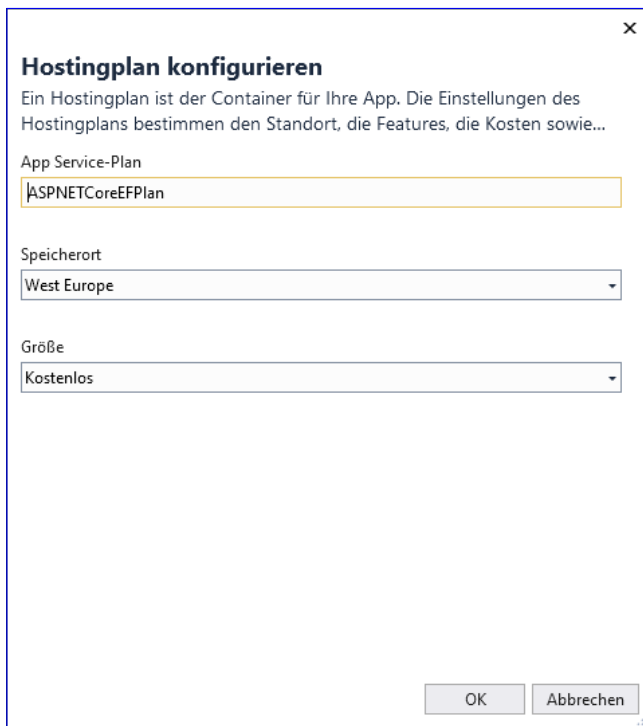 Hostingplan konfigurieren
Ein Hostingplan ist der Container für Ihre App. Die Einstellungen des
Hostingplans bestimmen den Standort, die Features, die Kosten sowie...
App Service-Plan
ASPNETCoreEFPlan
Speicherort
West Europe
Größe
Kostenlos
OK Abbrechen